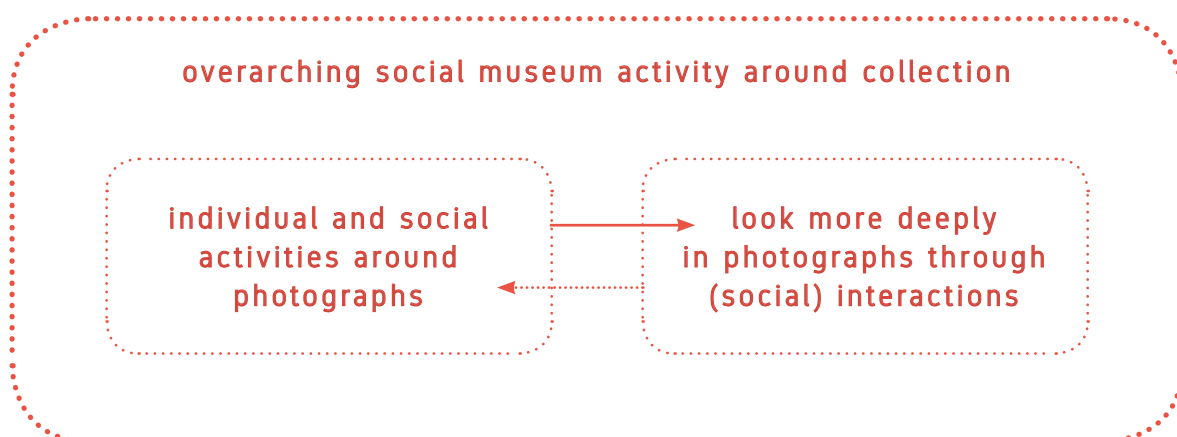 overarching social museum activity around collection
individual and social
activities around
photographs
look more deeply
in photographs through
(social) interactions